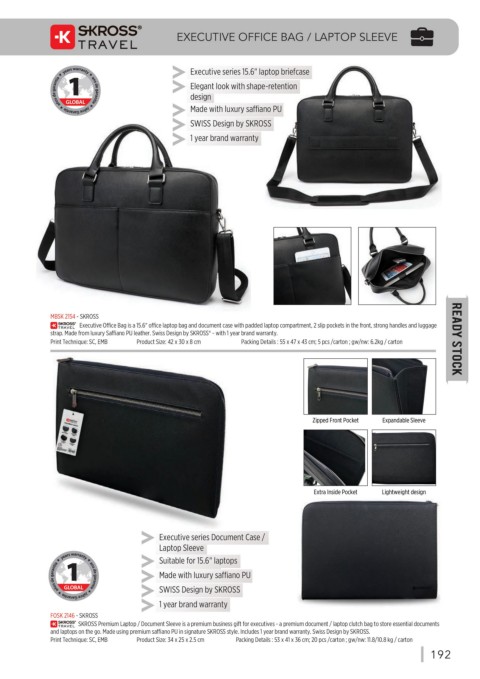 SKROSS®
TRAVEL
EXECUTIVE OFFICE BAG / LAPTOP SLEEVE
1
GLOBAL
Executive series 15.6" laptop briefcase
Elegant look with shape-retention
design
Made with luxury saffiano PU
SWISS Design by SKROSS
1 year brand warranty
MBSK 2154 - SKROSS
SKROSS® TRAVEL Executive Office Bag is a 15.6" office laptop bag and document case with padded laptop compartment, 2 slip pockets in the front, strong handles and luggage
strap. Made from luxury Saffiano PU leather. Swiss Design by SKROSS® - with 1 year brand warranty.
Print Technique: SC, EMB Product Size: 42 x 30 x 8 cm Packing Details : 55 x 47 x 43 cm; 5 pcs /carton ; gw/nw: 6.2kg / carton
READY STOCK
Zipped Front Pocket Expandable Sleeve
Extra Inside Pocket Lightweight design
Executive series Document Case /
Laptop Sleeve
Suitable for 15.6" laptops
Made with luxury saffiano PU
SWISS Design by SKROSS
1 year brand warranty
1
GLOBAL
FOSK 2146 - SKROSS
SKROSS® TRAVEL SKROSS Premium Laptop / Document Sleeve is a premium business gift for executives - a premium document / laptop clutch bag to store essential documents
and laptops on the go. Made using premium saffiano PU in signature SKROSS style. Includes 1 year brand warranty. Swiss Design by SKROSS.
Print Technique: SC, EMB Product Size: 34 x 25 x 2.5 cm Packing Details : 53 x 41 x 36 cm; 20 pcs /carton ; gw/nw: 11.8/10.8 kg / carton
192